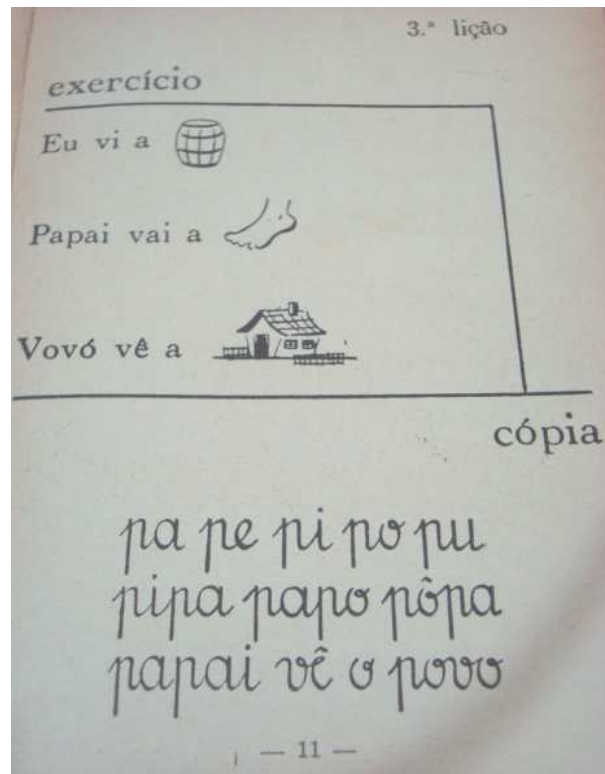 3.ª lição
exercício
Eu vi a
Papai vai a
Vovó vê a
cópia
pa pe pi po pu
pipa papo pôpa
papai vê o povo
— 11 —